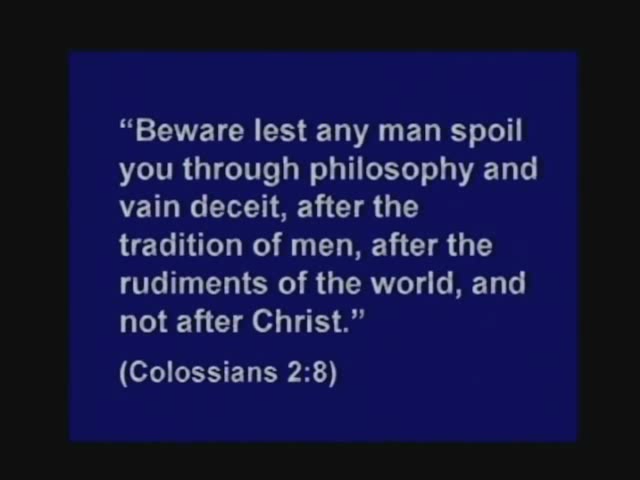 “Beware lest any man spoil
you through philosophy and
vain deceit, after the
tradition of men, after the
rudiments of the world, and
not after Christ.”
(Colossians 2:8)